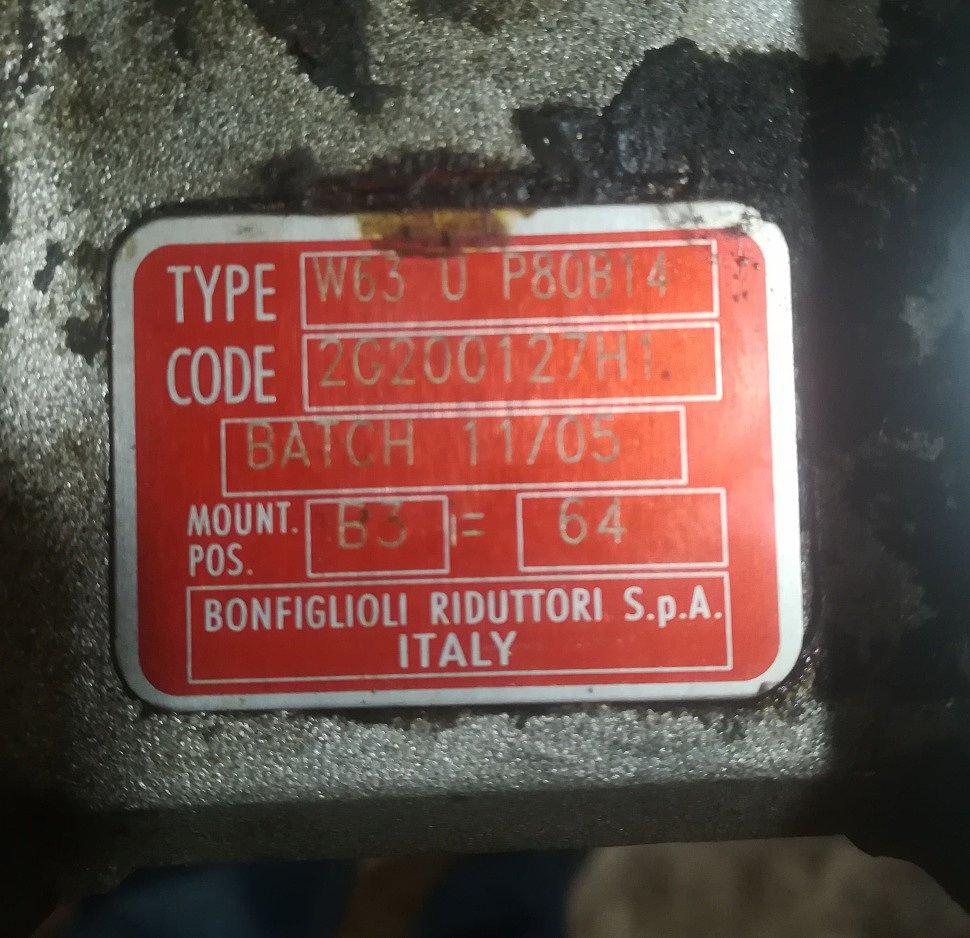 TYPE W63 U P80B14
CODE 2G200127H1
BATCH 11/05
MOUNT. POS. B3 i= 64
BONFIGLIOLI RIDUTTORI S.p.A.
ITALY